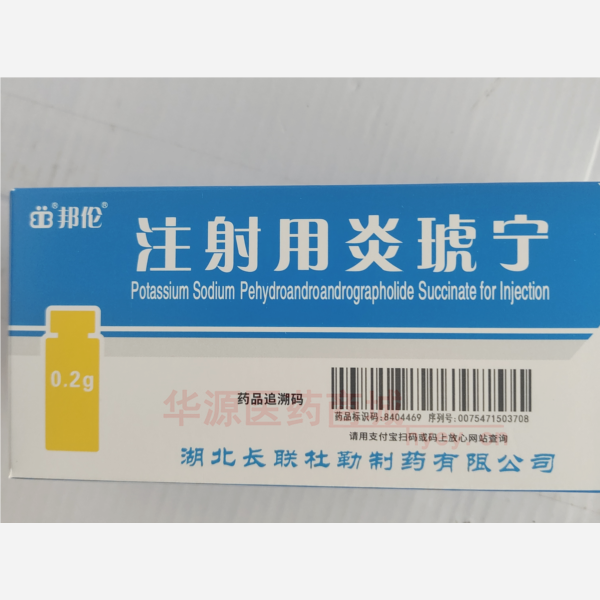 邦伦®
注射用炎琥宁
Potassium Sodium Pehydroandroandrographolide Succinate for Injection
0.2g
药品追溯码
药品标识码:8404469 序列号:0075471503708
请用支付宝扫码或码上放心网站查询
华源医药商城
湖北长联杜勒制药有限公司